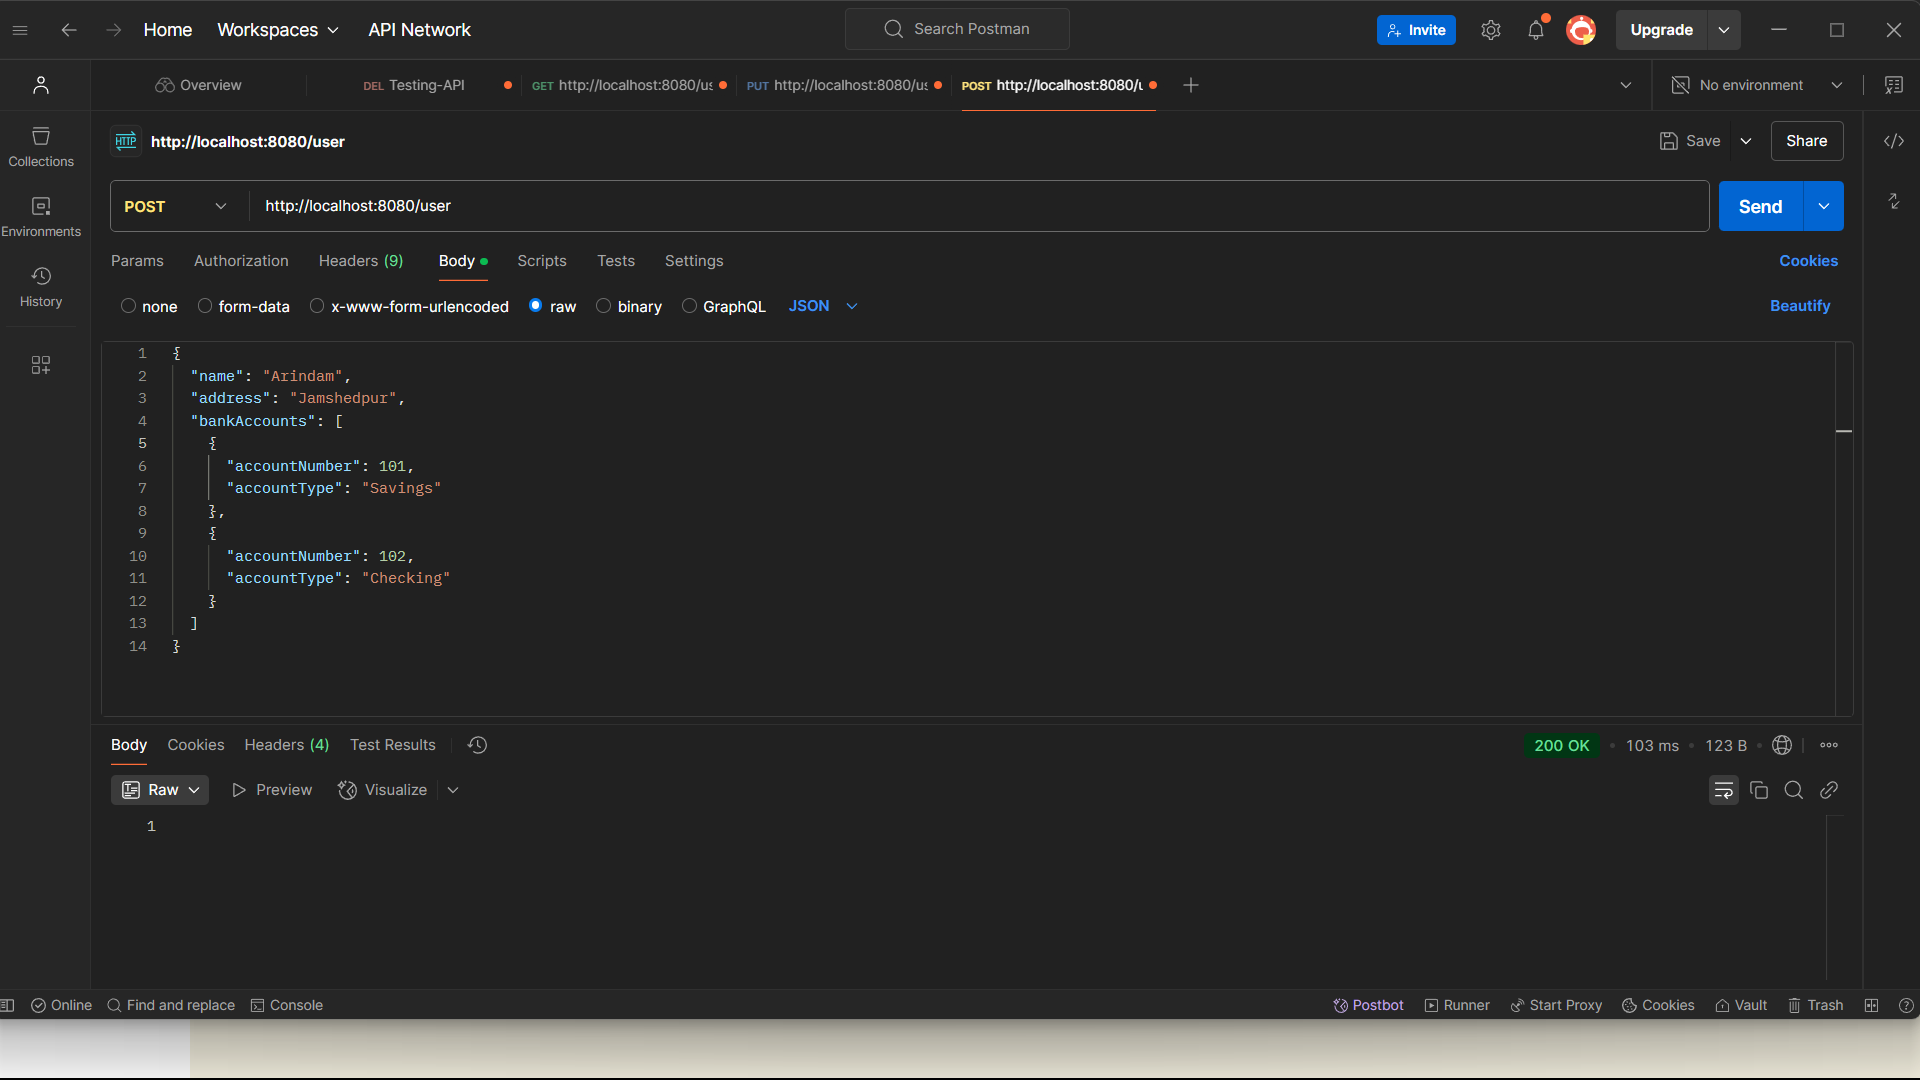 Home Workspaces API Network Search Postman Invite Upgrade
Overview DEL Testing-API GET http://localhost:8080/us PUT http://localhost:8080/us POST http://localhost:8080/u No environment
HTTP http://localhost:8080/user Save Share
Collections
Environments
History
POST http://localhost:8080/user Send
Params Authorization Headers (9) Body Scripts Tests Settings Cookies
none form-data x-www-form-urlencoded raw binary GraphQL JSON Beautify
1 {
2 "name": "Arindam",
3 "address": "Jamshedpur",
4 "bankAccounts": [
5 {
6 "accountNumber": 101,
7 "accountType": "Savings"
8 },
9 {
10 "accountNumber": 102,
11 "accountType": "Checking"
12 }
13 ]
14 }
Body Cookies Headers (4) Test Results 200 OK • 103 ms • 123 B
Raw Preview Visualize
1
Online Find and replace Console Postbot Runner Start Proxy Cookies Vault Trash